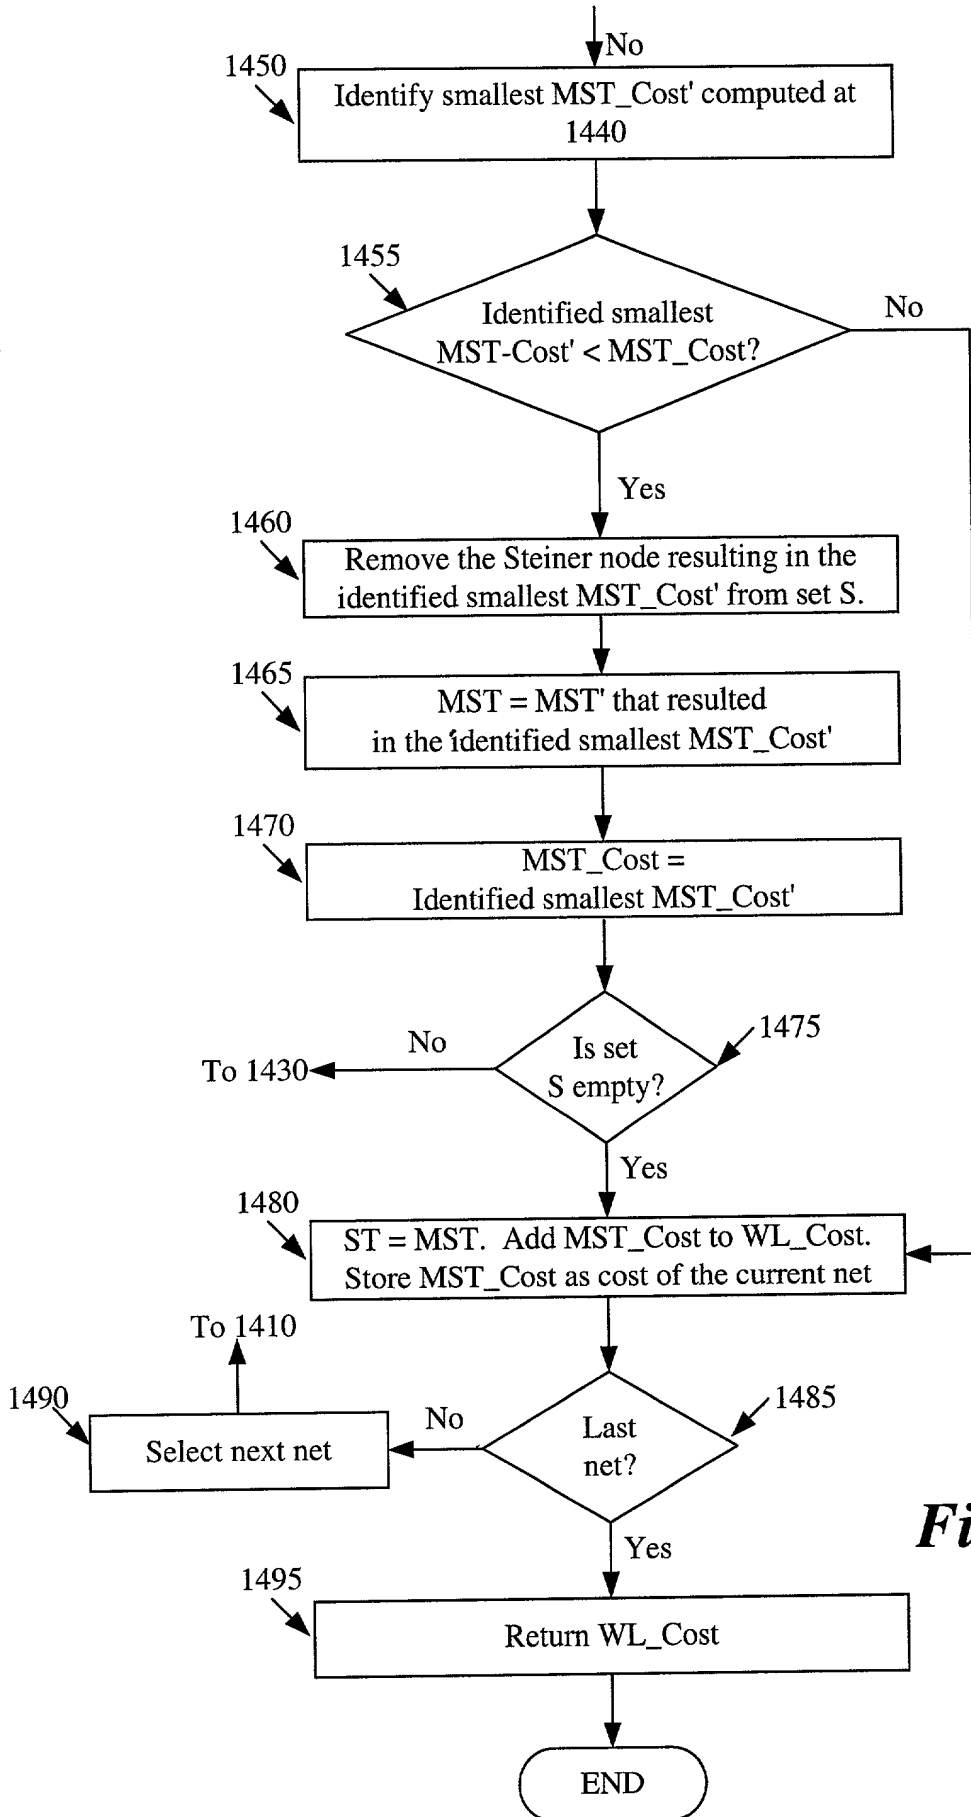 No
1450
Identify smallest MST_Cost' computed at
1440
1455
Identified smallest
MST-Cost' < MST_Cost?
No
Yes
1460
Remove the Steiner node resulting in the
identified smallest MST_Cost' from set S.
1465
MST = MST' that resulted
in the identified smallest MST_Cost'
1470
MST_Cost =
Identified smallest MST_Cost'
1475
Is set
S empty?
No
To 1430
Yes
1480
ST = MST. Add MST_Cost to WL_Cost.
Store MST_Cost as cost of the current net
To 1410
1490
Select next net
No
Last
net?
1485
Fi
Yes
1495
Return WL_Cost
END